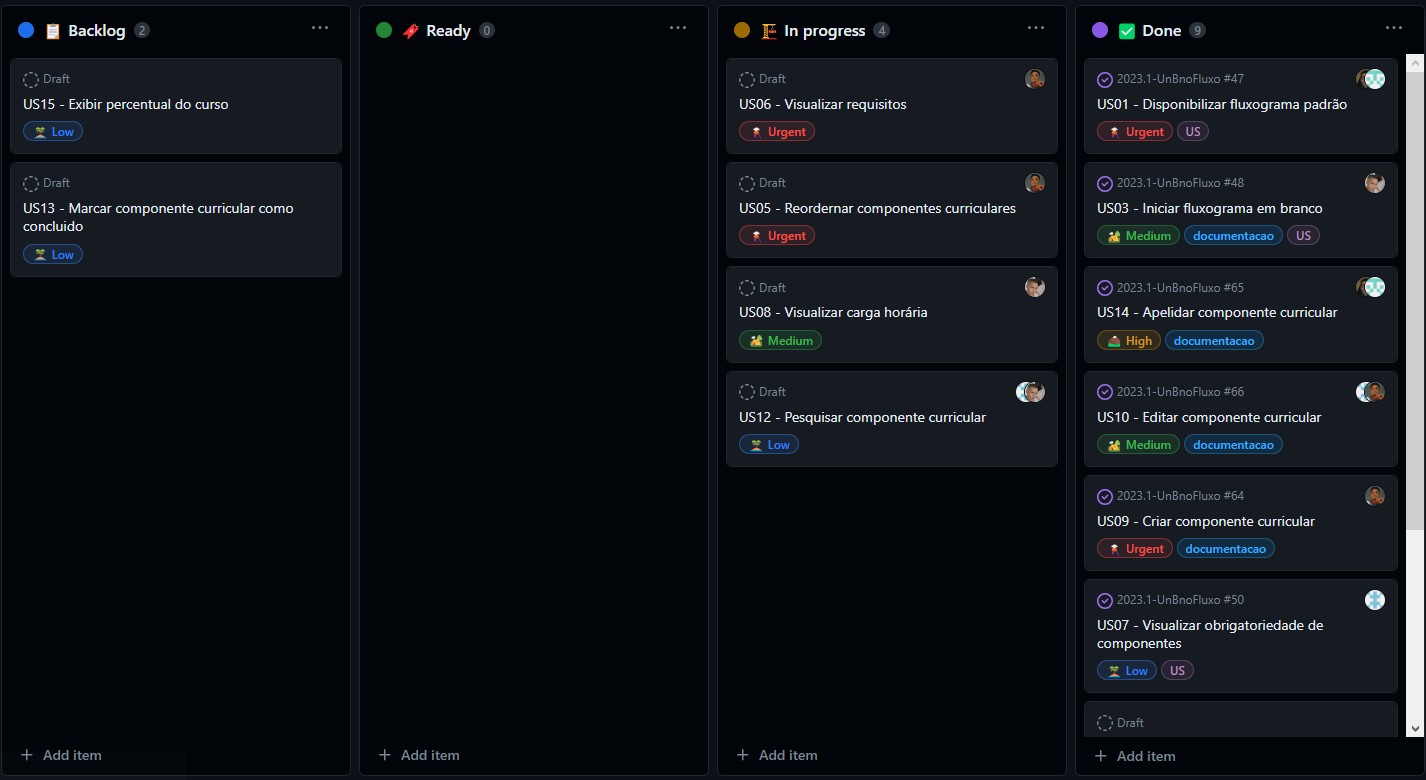 Backlog 2
Draft
US15 - Exibir percentual do curso
Low
Draft
US13 - Marcar componente curricular como
concluido
Low
Add item
Ready 0
Add item
In progress 4
Draft
US06 - Visualizar requisitos
Urgent
Draft
US05 - Reordernar componentes curriculares
Urgent
Draft
US08 - Visualizar carga horária
Medium
Draft
US12 - Pesquisar componente curricular
Low
Add item
Done 9
2023.1-UnBnoFluxo #47
US01 - Disponibilizar fluxograma padrão
Urgent US
2023.1-UnBnoFluxo #48
US03 - Iniciar fluxograma em branco
Medium documentacao US
2023.1-UnBnoFluxo #65
US14 - Apelidar componente curricular
High documentacao
2023.1-UnBnoFluxo #66
US10 - Editar componente curricular
Medium documentacao
2023.1-UnBnoFluxo #64
US09 - Criar componente curricular
Urgent documentacao
2023.1-UnBnoFluxo #50
US07 - Visualizar obrigatoriedade de
componentes
Low US
Draft
Add item